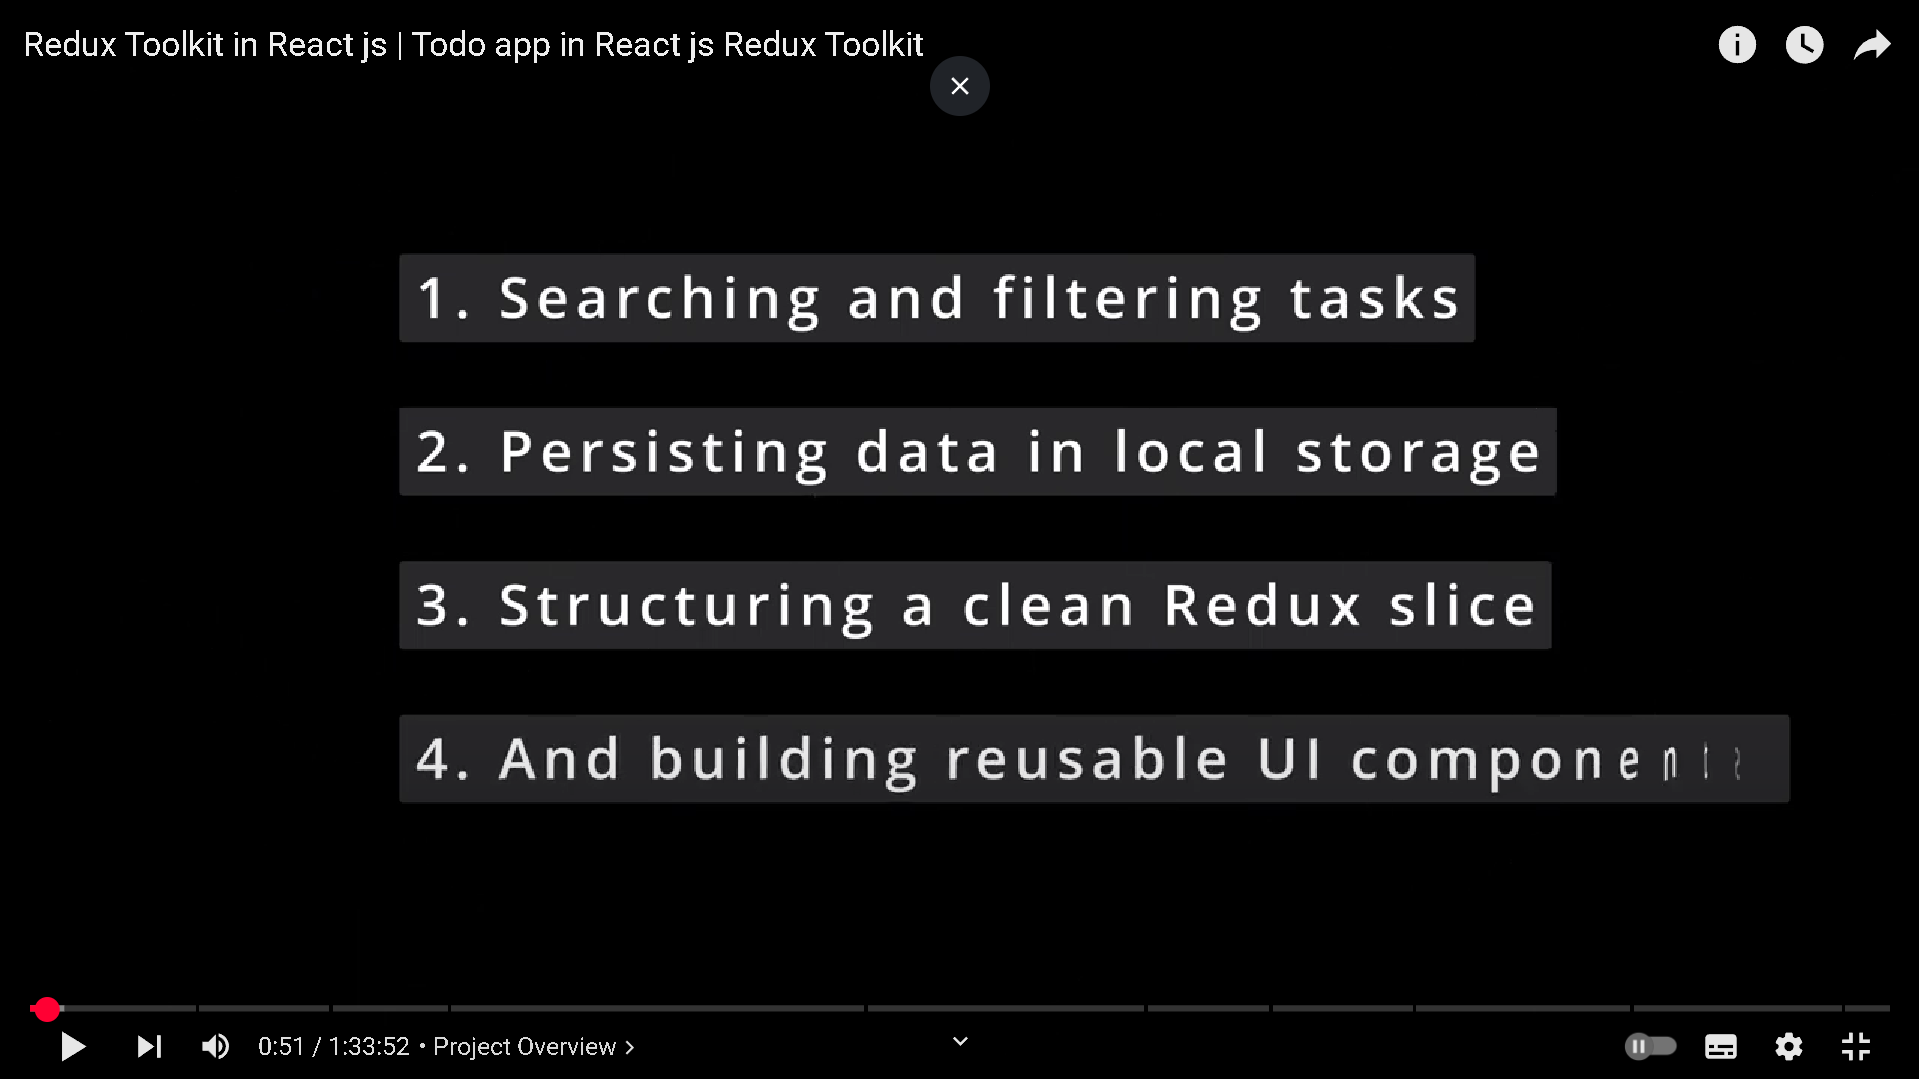 Redux Toolkit in React js | Todo app in React js Redux Toolkit
1. Searching and filtering tasks
2. Persisting data in local storage
3. Structuring a clean Redux slice
4. And building reusable UI components
0:51 / 1:33:52 • Project Overview